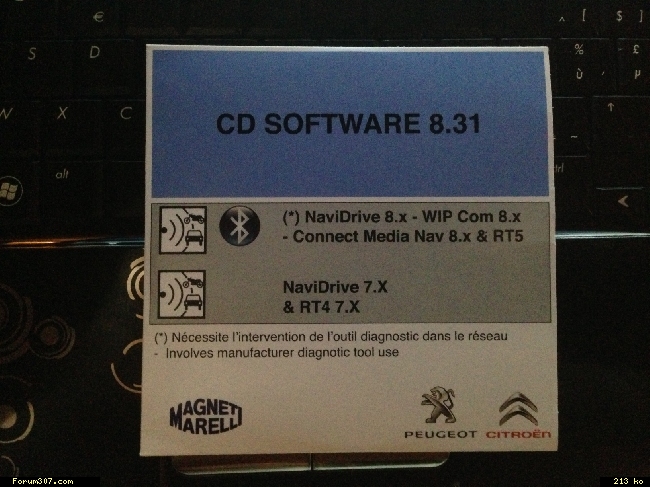 €
[ $ ]
S D
% £
ù µ
W X C
alt
CD SOFTWARE 8.31
(*) NaviDrive 8.x - WIP Com 8.x
- Connect Media Nav 8.x & RT5
NaviDrive 7.X
& RT4 7.X
(*) Nécessite l'intervention de l'outil diagnostic dans le réseau
- Involves manufacturer diagnotic tool use
MAGNETI
MARELLI
PEUGEOT CITROËN
Forum307.com
213 ko